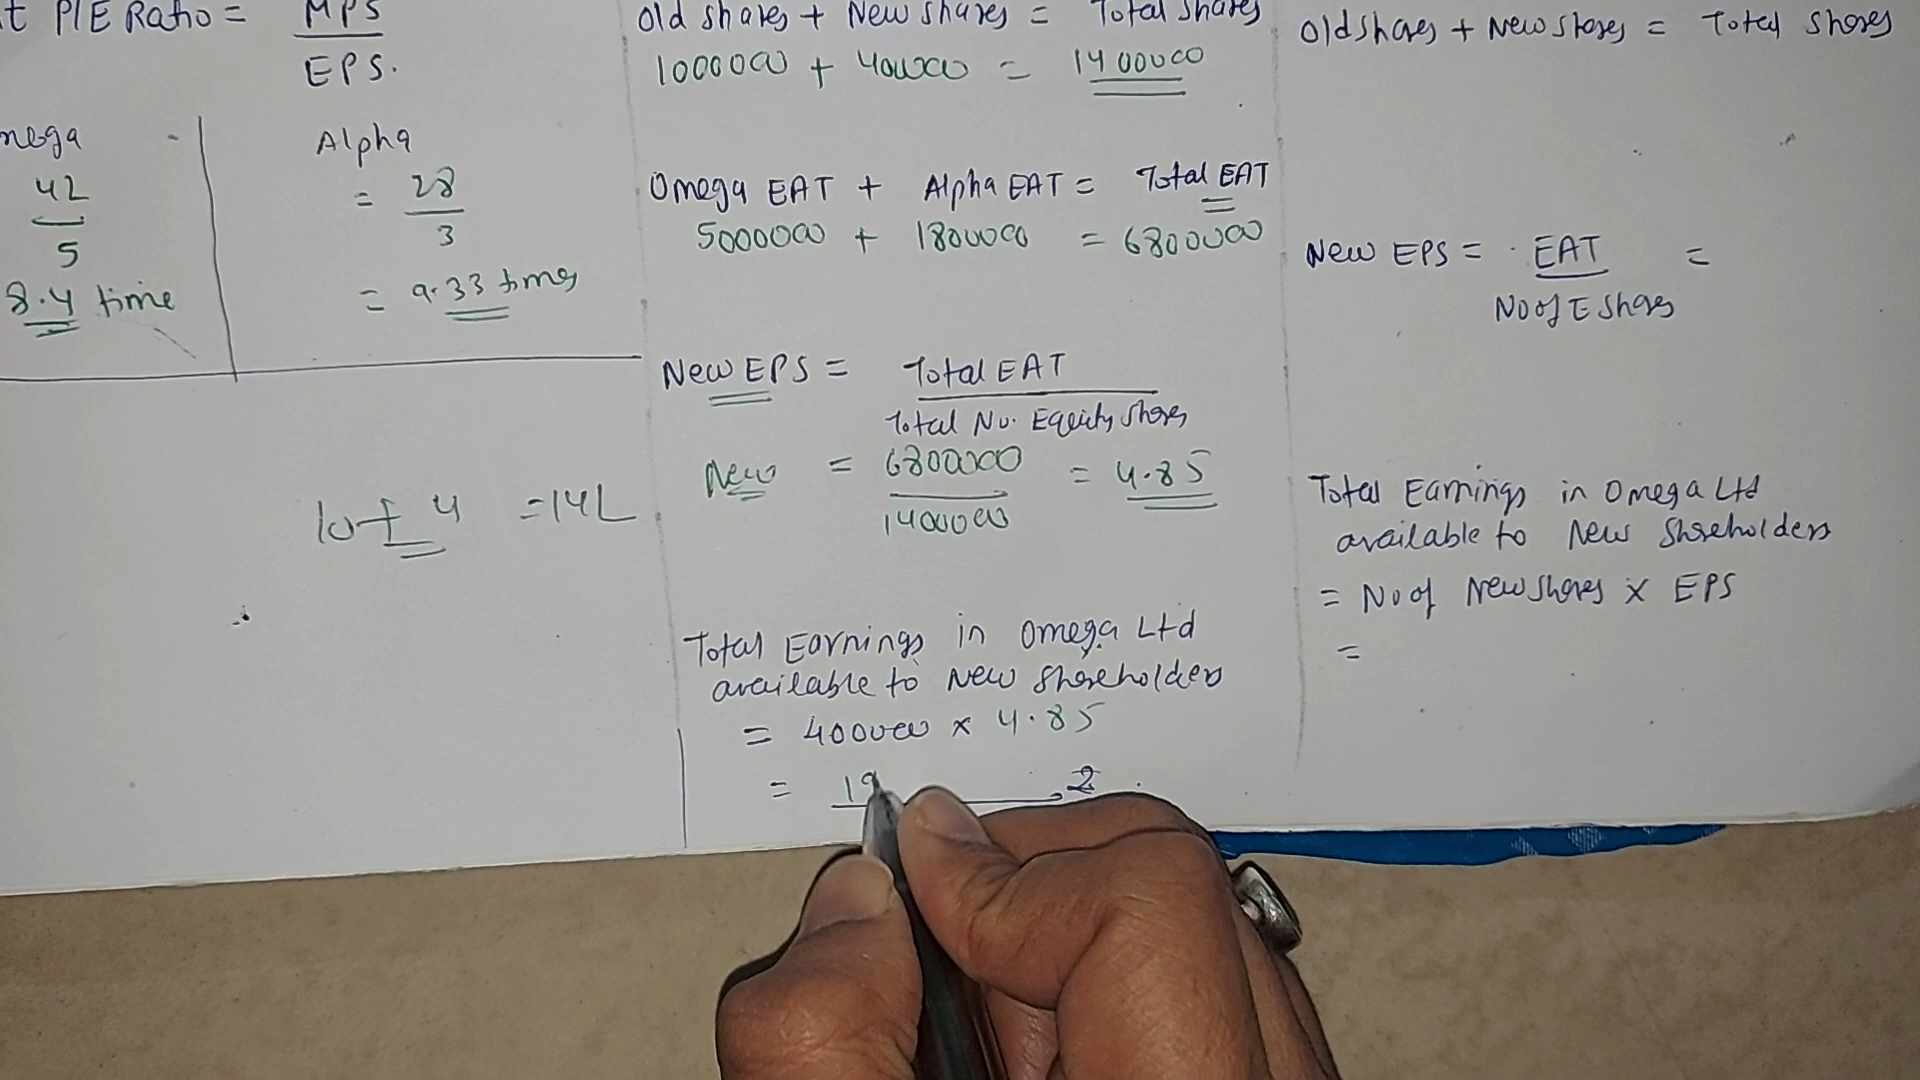 t P/E Ratio = MPS
EPS.
mega
42
5
8.4 time
Alpha
= 28
3
= 9.33 times
10+4 = 14L
Old shares + New shares = Total shares
1000000 + 400000 = 1400000
Omega EAT + Alpha EAT = Total EAT
5000000 + 1800000 = 6800000
New EPS = Total EAT
Total No. Equity shares
New = 6800000 = 4.85
1400000
Total Earnings in Omega Ltd
available to New Shareholders
= 400000 x 4.85
= 19 2
Old shares + New shares = Total shares
New EPS = EAT =
No of E shares
Total Earnings in Omega Ltd
available to New Shareholders
= No of New shares x EPS
=